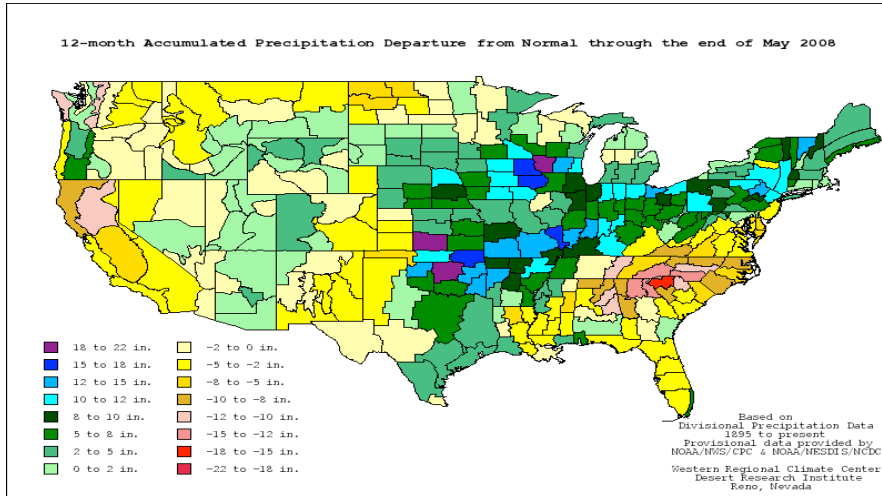 12-month Accumulated Precipitation Departure from Normal through the end of May 2008
18 to 22 in.
15 to 18 in.
12 to 15 in.
10 to 12 in.
8 to 10 in.
5 to 8 in.
2 to 5 in.
0 to 2 in.
-2 to 0 in.
-5 to -2 in.
-8 to -5 in.
-10 to -8 in.
-12 to -10 in.
-15 to -12 in.
-18 to -15 in.
-22 to -18 in.
Based on
Divisional Precipitation Data
1895 to present
Provisional data provided by
NOAA/NWS/CPC & NOAA/NESDIS/NCDC
Western Regional Climate Center
Desert Research Institute
Reno, Nevada